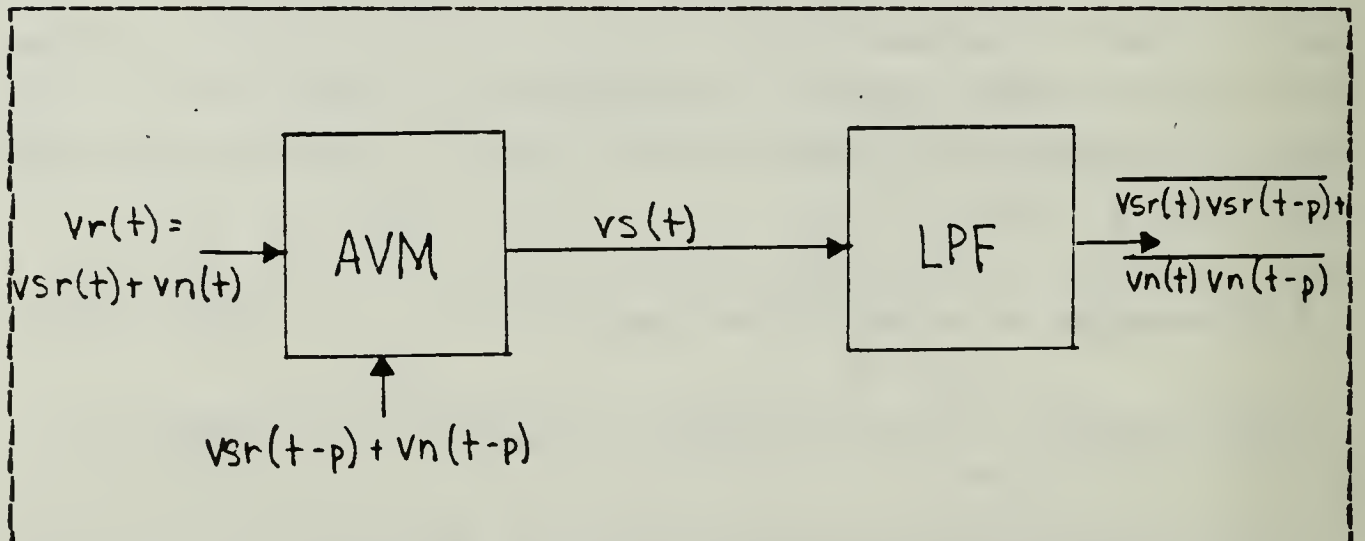 vr(t) =
vsr(t) + vn(t)
AVM
vs(t)
LPF
vsr(t) vsr(t-p) +
vn(t) vn(t-p)
vsr(t-p) + vn(t-p)